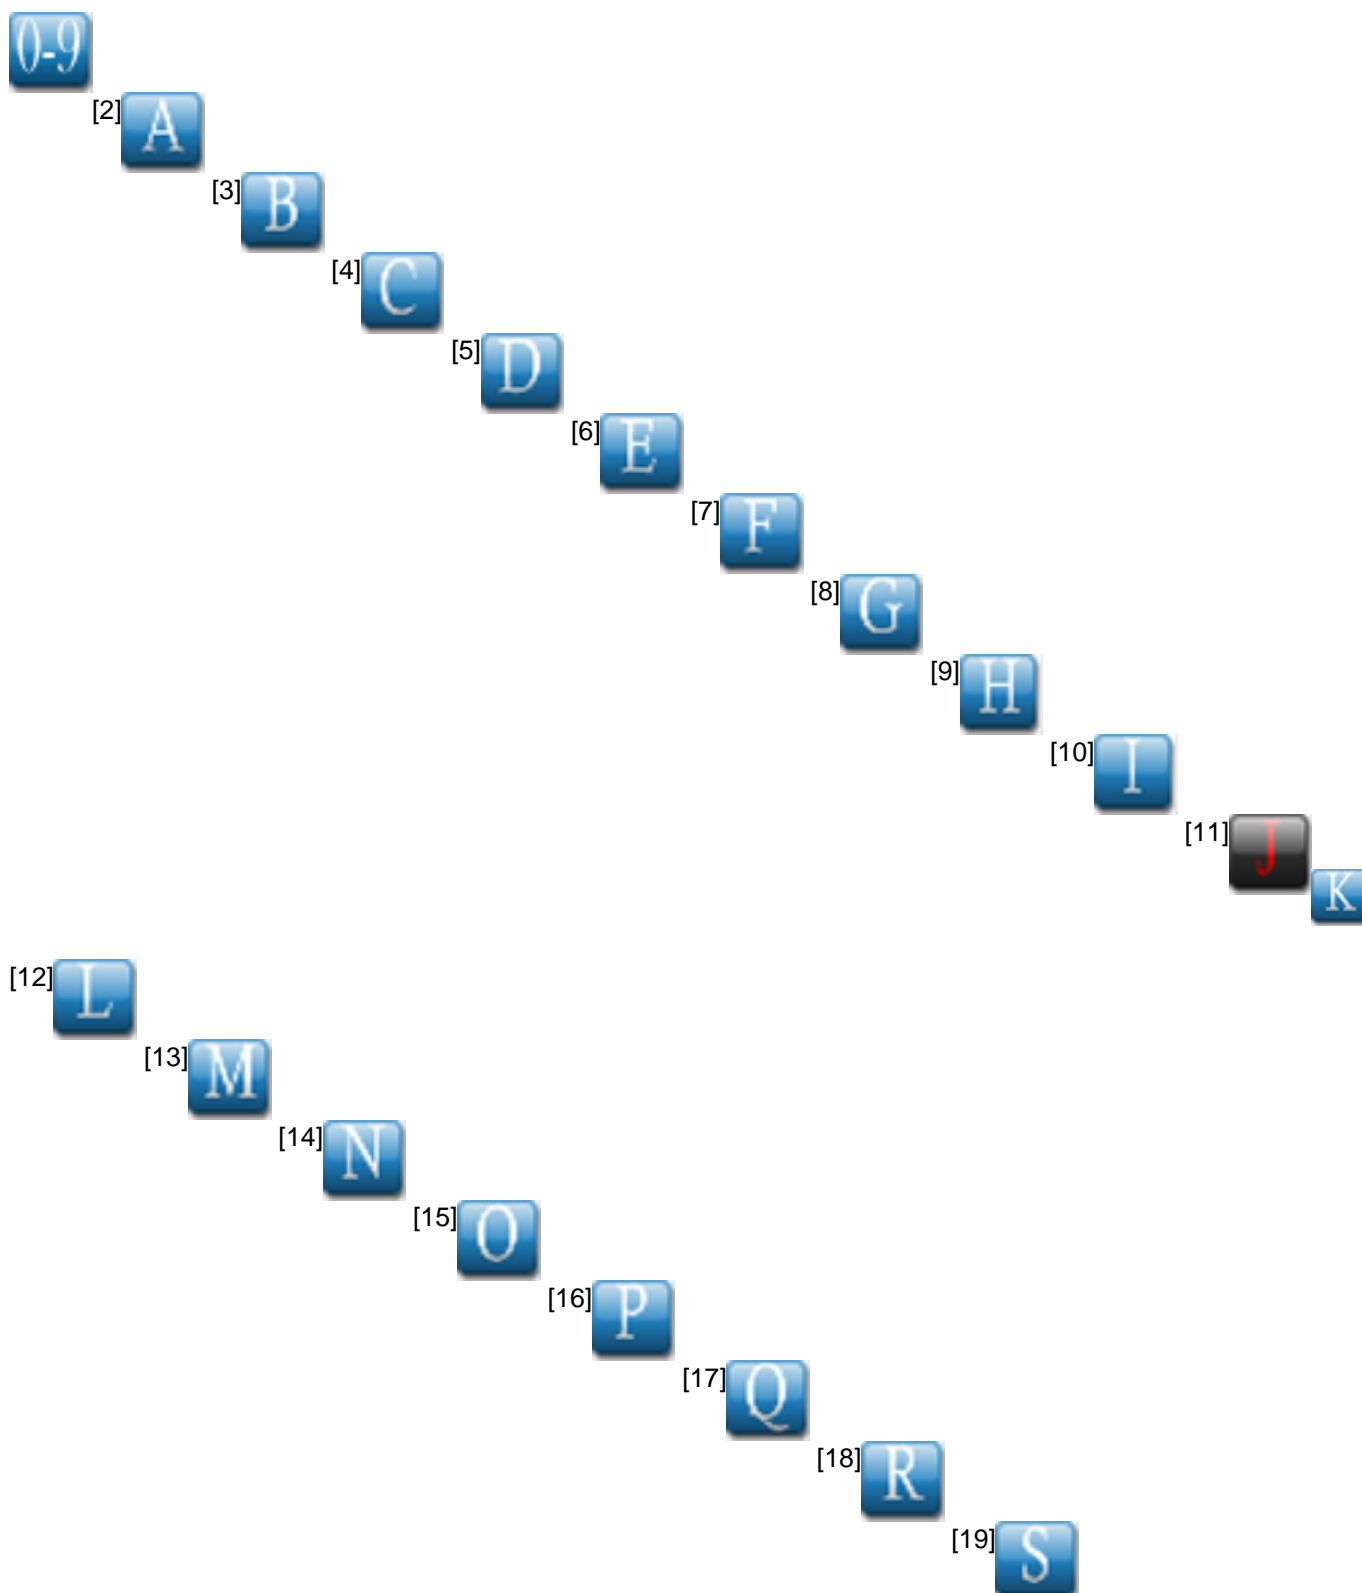 0-9
[2] A
[3] B
[4] C
[5] D
[6] E
[7] F
[8] G
[9] H
[10] I
[11] J
K
[12] L
[13] M
[14] N
[15] O
[16] P
[17] Q
[18] R
[19] S